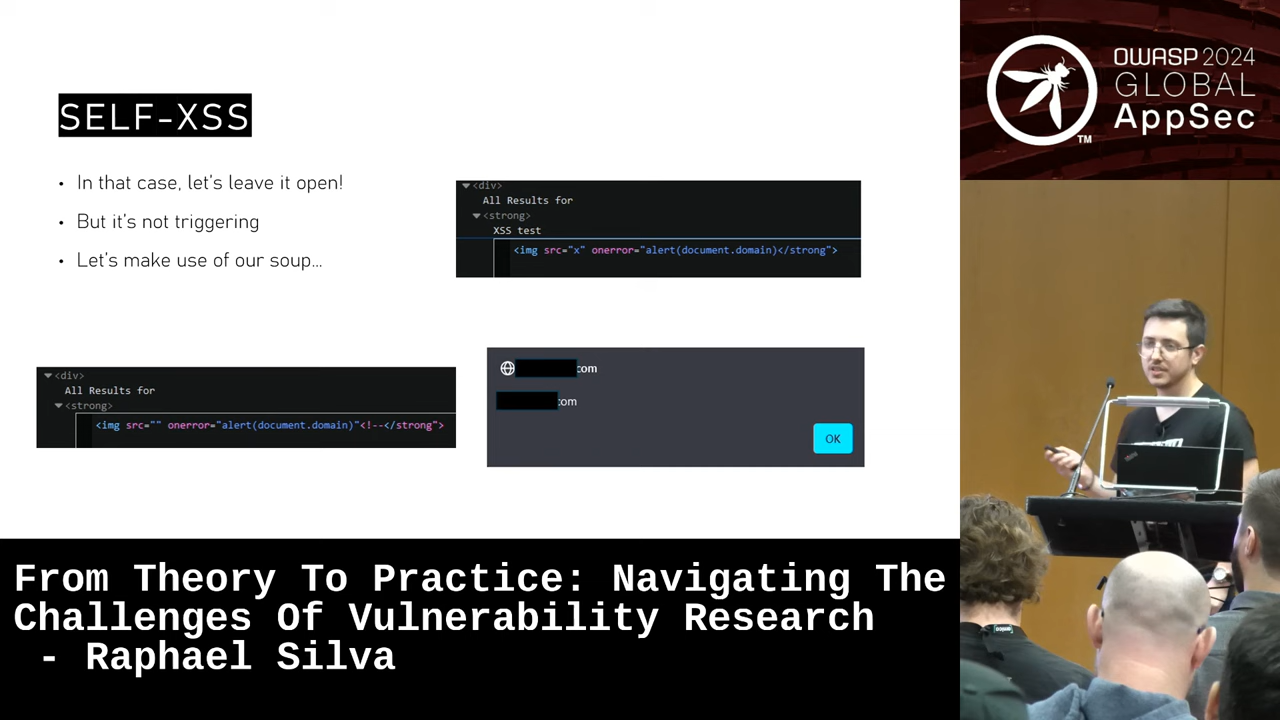 SELF-XSS
• In that case, let's leave it open!
• But it's not triggering
• Let's make use of our soup...
<div>
All Results for
<strong>
XSS test
<img src="x" onerror="alert(document.domain)</strong>">
<div>
All Results for
<strong>
<img src="" onerror="alert(document.domain)"<!--</strong>">
com
com
OK
OWASP 2024
GLOBAL
AppSec
TM
From Theory To Practice: Navigating The
Challenges Of Vulnerability Research
- Raphael Silva